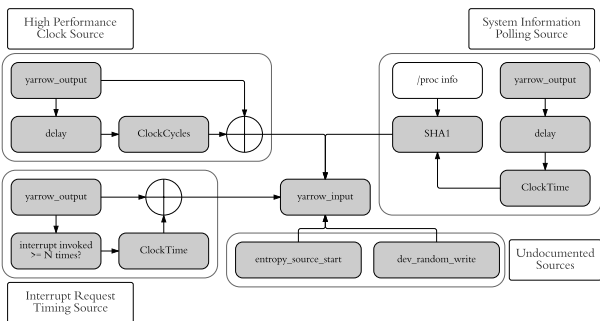 High Performance
Clock Source
System Information
Polling Source
yarrow_output
/proc info
yarrow_output
delay
ClockCycles
SHA1
delay
yarrow_output
yarrow_input
ClockTime
interrupt invoked
>= N times?
ClockTime
entropy_source_start
dev_random_write
Undocumented
Sources
Interrupt Request
Timing Source